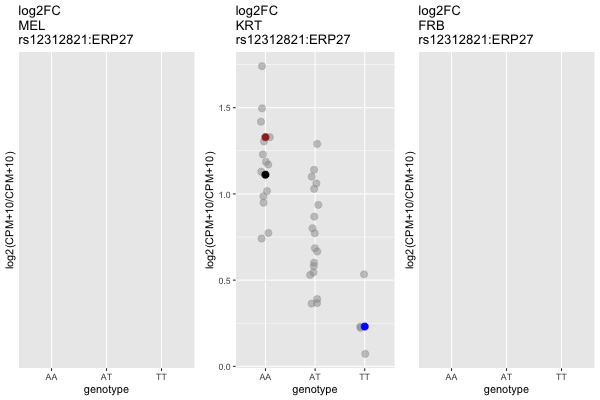 log2FC
MEL
rs12312821:ERP27
log2(CPM+10/CPM+10)
AA
AT
TT
genotype
log2FC
KRT
rs12312821:ERP27
log2(CPM+10/CPM+10)
1.5
1.0
0.5
0.0
AA
AT
TT
genotype
log2FC
FRB
rs12312821:ERP27
log2(CPM+10/CPM+10)
AA
AT
TT
genotype